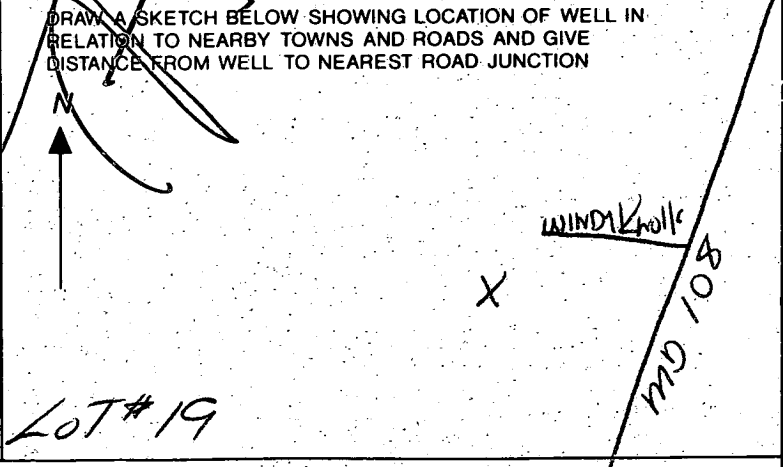 DRAW A SKETCH BELOW SHOWING LOCATION OF WELL IN
RELATION TO NEARBY TOWNS AND ROADS AND GIVE
DISTANCE FROM WELL TO NEAREST ROAD JUNCTION
N
WINDY Knolls
X
MD 108
LOT # 19